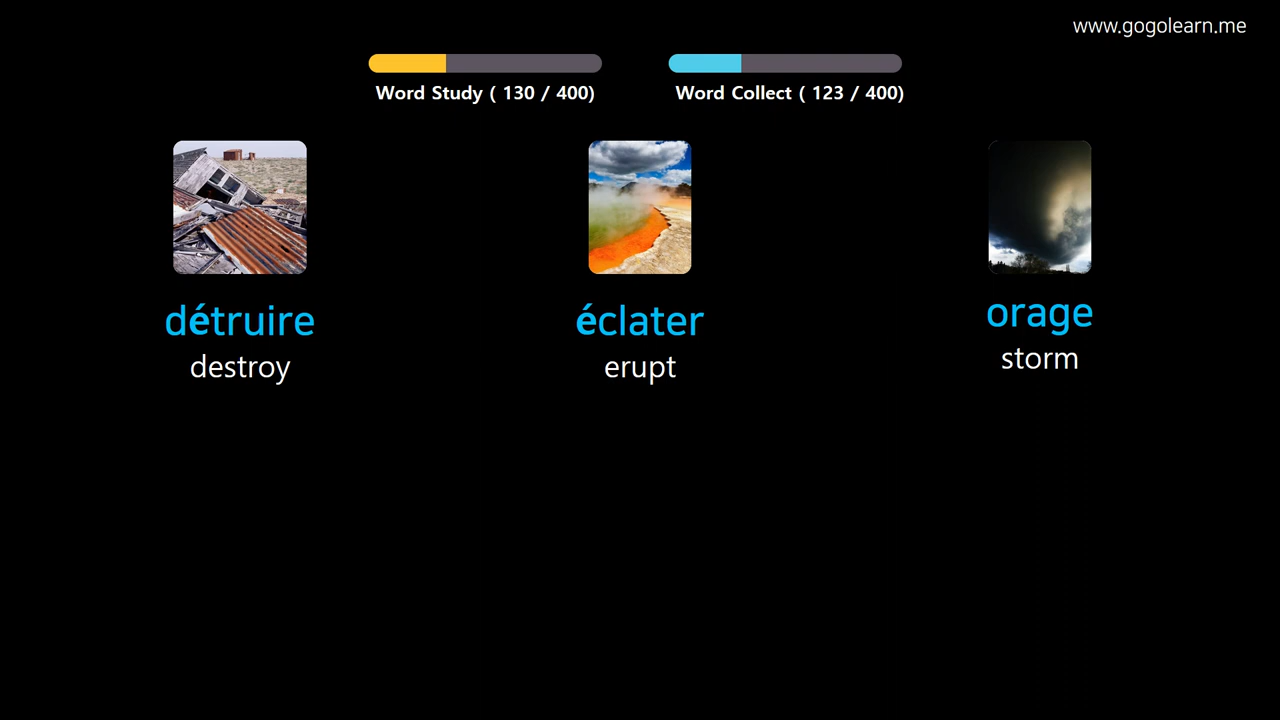 www.gogolearn.me
Word Study ( 130 / 400)
Word Collect ( 123 / 400)
détruire
destroy
éclater
erupt
orage
storm